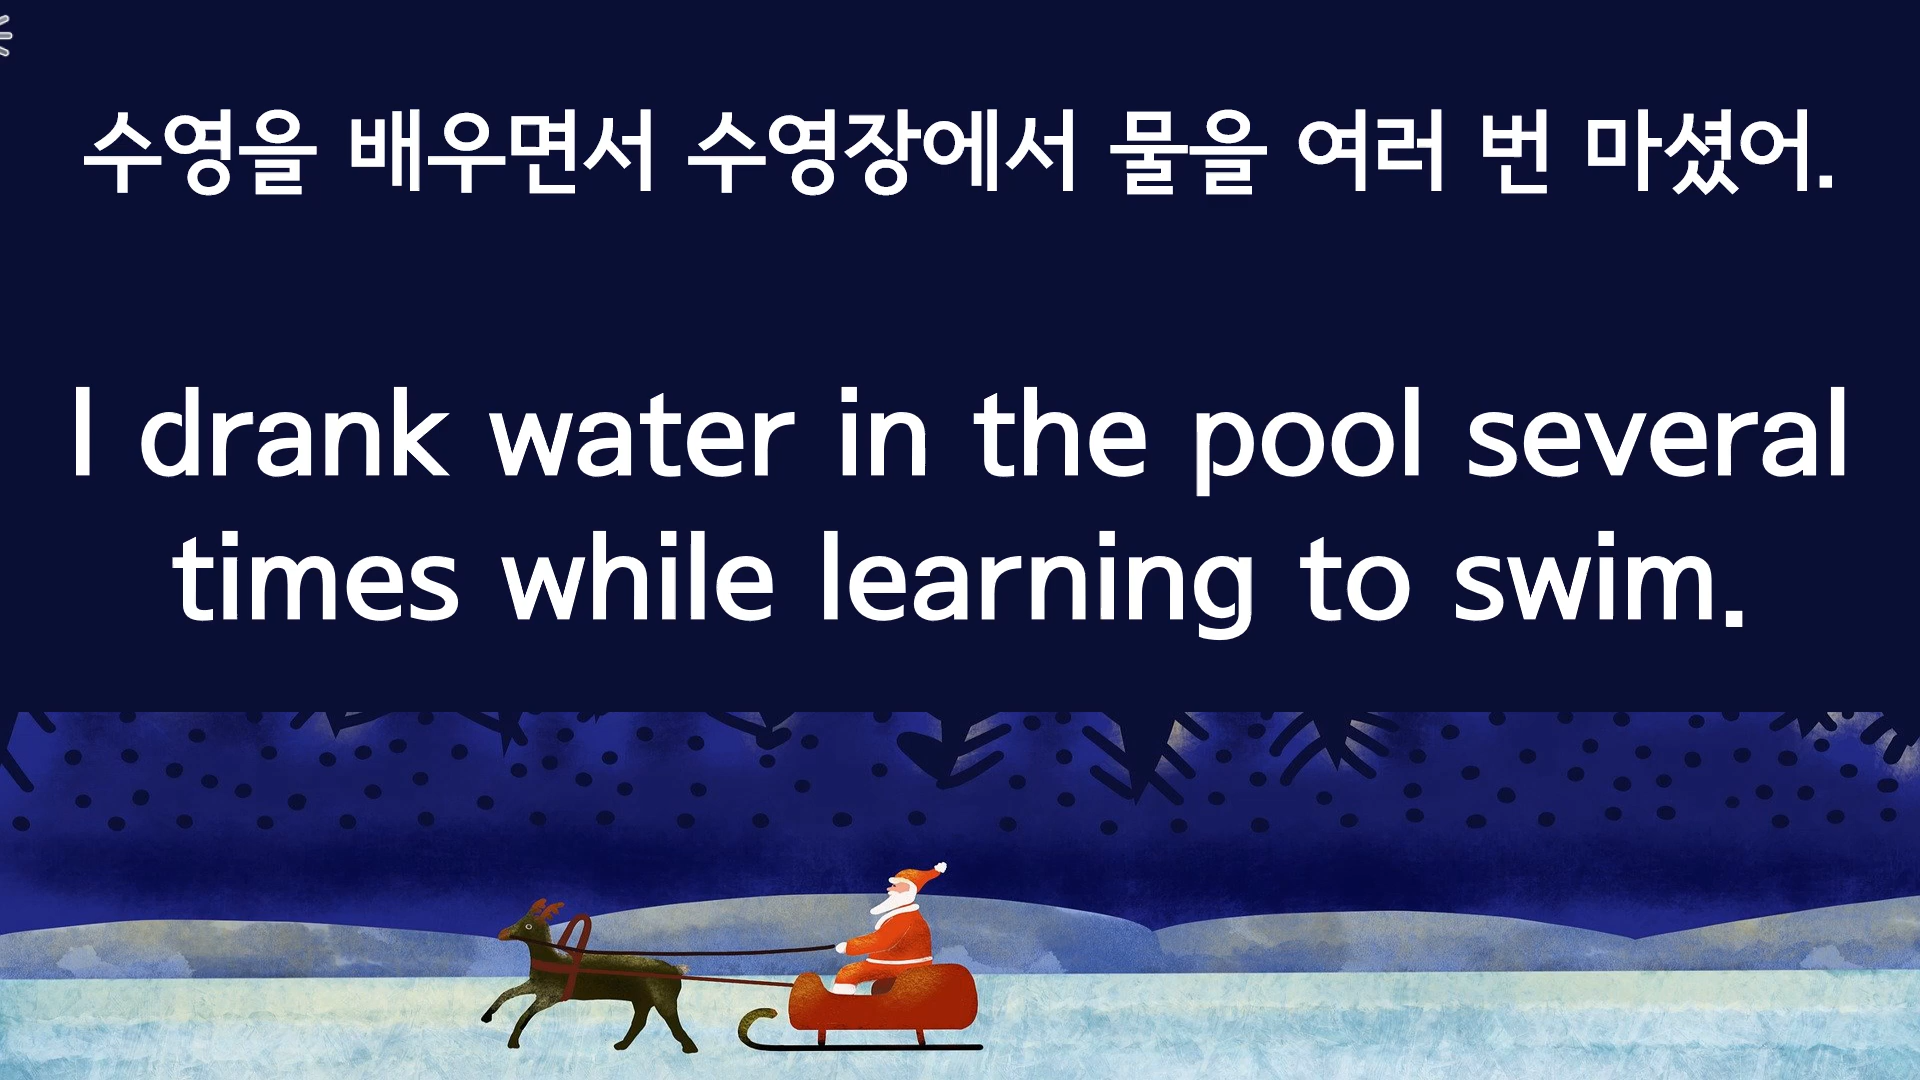 수영을 배우면서 수영장에서 물을 여러 번 마셨어.
I drank water in the pool several
times while learning to swim.